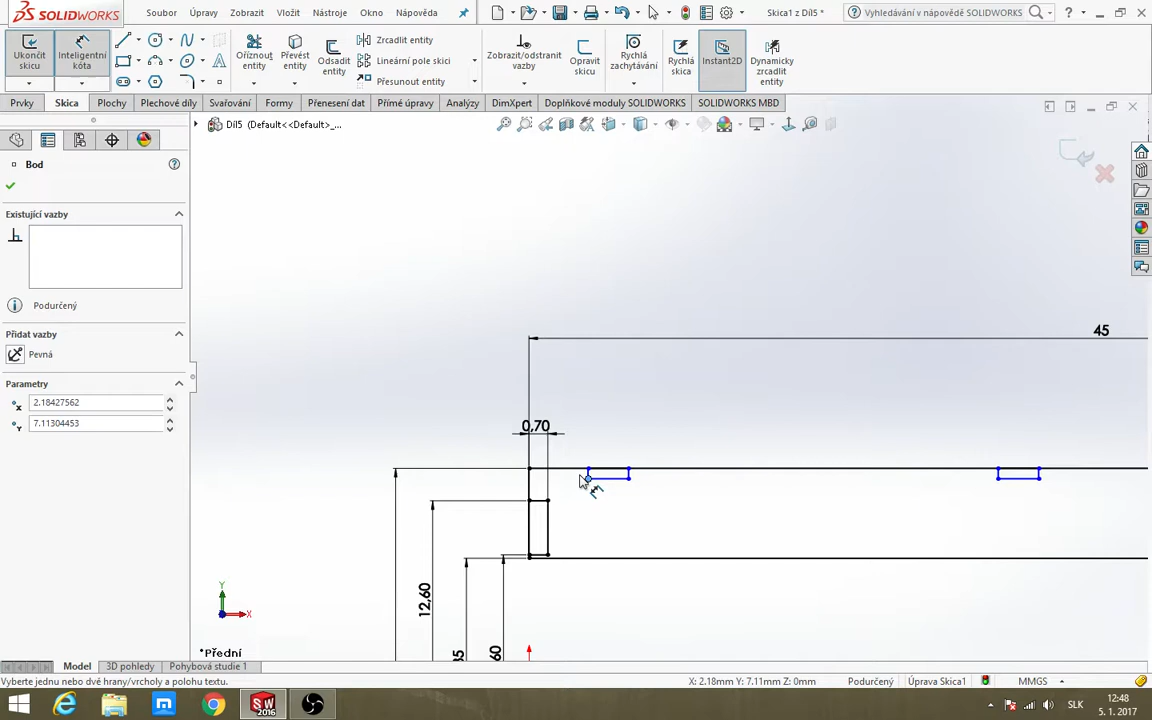 SOLIDWORKS
Soubor Úpravy Zobrazit Vložit Nástroje Okno Nápověda
Skica1 z Díl5 *
Vyhledávání v nápovědě SOLIDWORKS
Ukončit skicu
Inteligentní kóta
Oříznout entity
Převést entity
Odsadit entity
Zrcadlit entity
Lineární pole skici
Přesunout entity
Zobrazit/odstranit vazby
Opravit skicu
Rychlá zachytávání
Rychlá skica
Instant2D
Dynamicky zrcadlit entity
Prvky Skica Plochy Plechové díly Svařování Formy Přenesení dat Přímé úpravy Analýzy DimXpert Doplňkové moduly SOLIDWORKS SOLIDWORKS MBD
Díl5 (Default<<Default>_...
Bod
Existující vazby
Podurčený
Přidat vazby
Pevná
Parametry
2.18427562
7.11304453
45
0,70
12,60
35
60
Y
X
*Přední
Model 3D pohledy Pohybová studie 1
Vyberte jednu nebo dvě hrany/vrcholy a polohu textu.
X: 2.18mm Y: 7.11mm Z: 0mm Podurčený Úprava Skica1 MMGS
SW 2016
SLK
12:48
5. 1. 2017